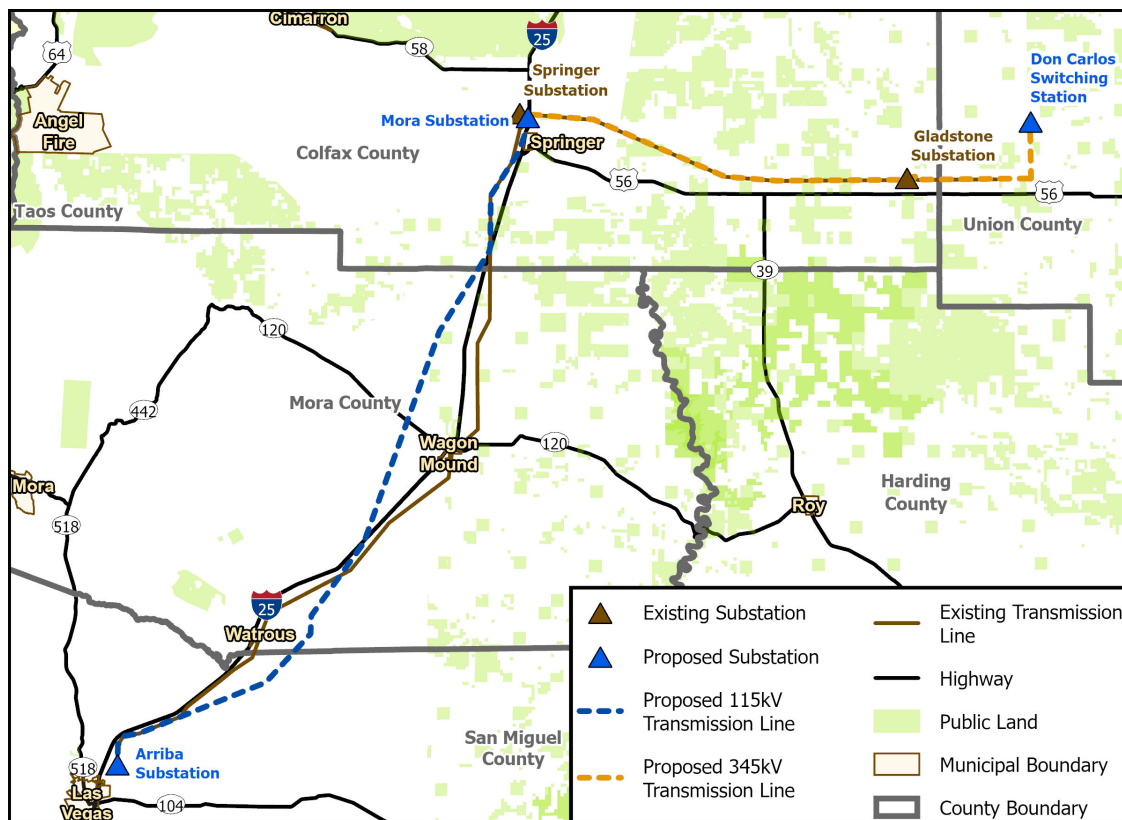 Cimarron
64
58
25
Springer
Substation
Don Carlos
Switching
Station
Angel
Fire
Mora Substation
Springer
Colfax County
Gladstone
Substation
56
56
Taos County
Union County
39
120
442
Mora County
Wagon
Mound
120
Mora
518
Roy
Harding
County
25
Watrous
San Miguel
County
Arriba
Substation
518
Las
Vegas
104
Existing Substation
Proposed Substation
Proposed 115kV
Transmission Line
Proposed 345kV
Transmission Line
Existing Transmission
Line
Highway
Public Land
Municipal Boundary
County Boundary